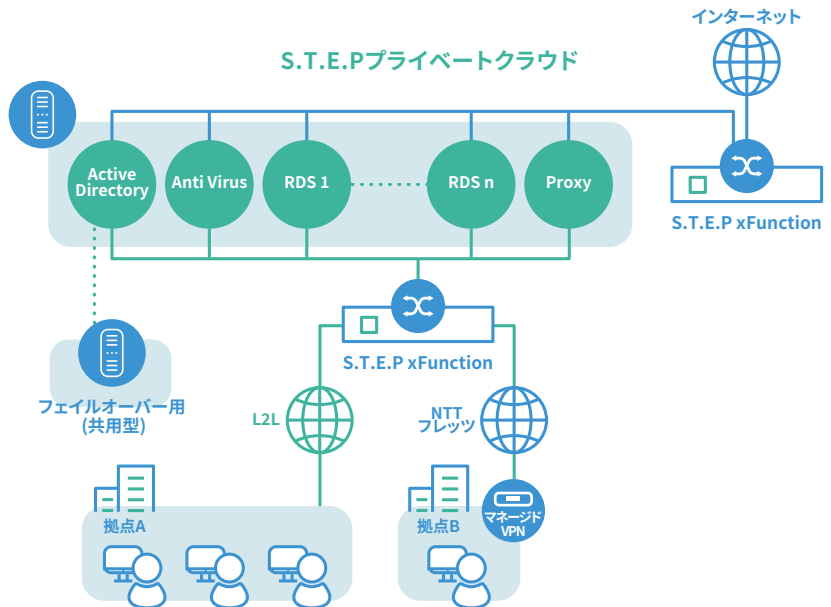 インターネット
S.T.E.Pプライベートクラウド
Active
Directory
Anti Virus
RDS 1
RDS n
Proxy
S.T.E.P xFunction
S.T.E.P xFunction
フェイルオーバー用
(共用型)
L2L
NTT
フレッツ
拠点A
拠点B
マネージド
VPN